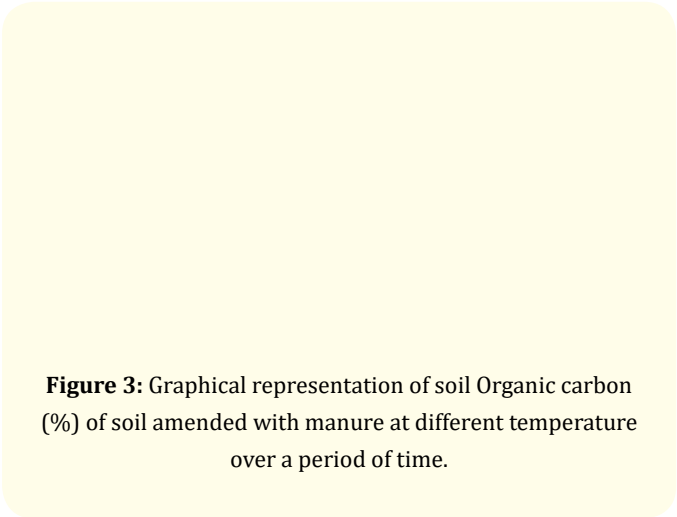 Figure 3: Graphical representation of soil Organic carbon
(%) of soil amended with manure at different temperature
over a period of time.